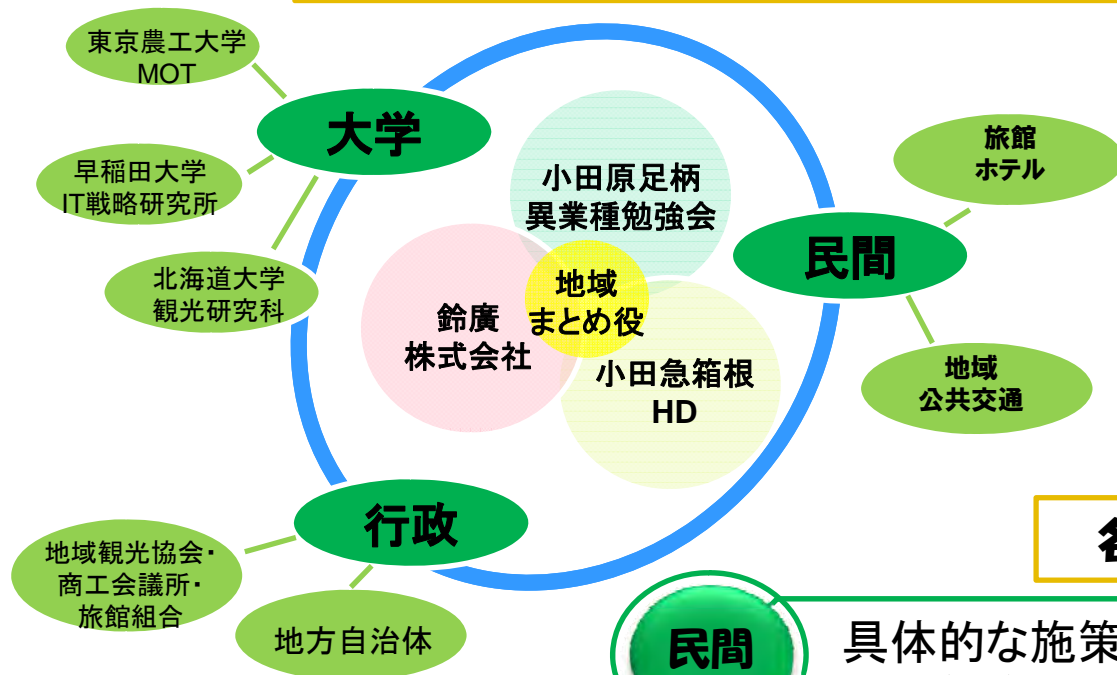 東京農工大学
MOT
大学
早稲田大学
IT戦略研究所
北海道大学
観光研究科
小田原足柄
異業種勉強会
地域
まとめ役
鈴廣
株式会社
小田急箱根
HD
旅館
ホテル
民間
地域
公共交通
行政
地域観光協会・
商工会議所・
旅館組合
地方自治体
民間
具体的な施策